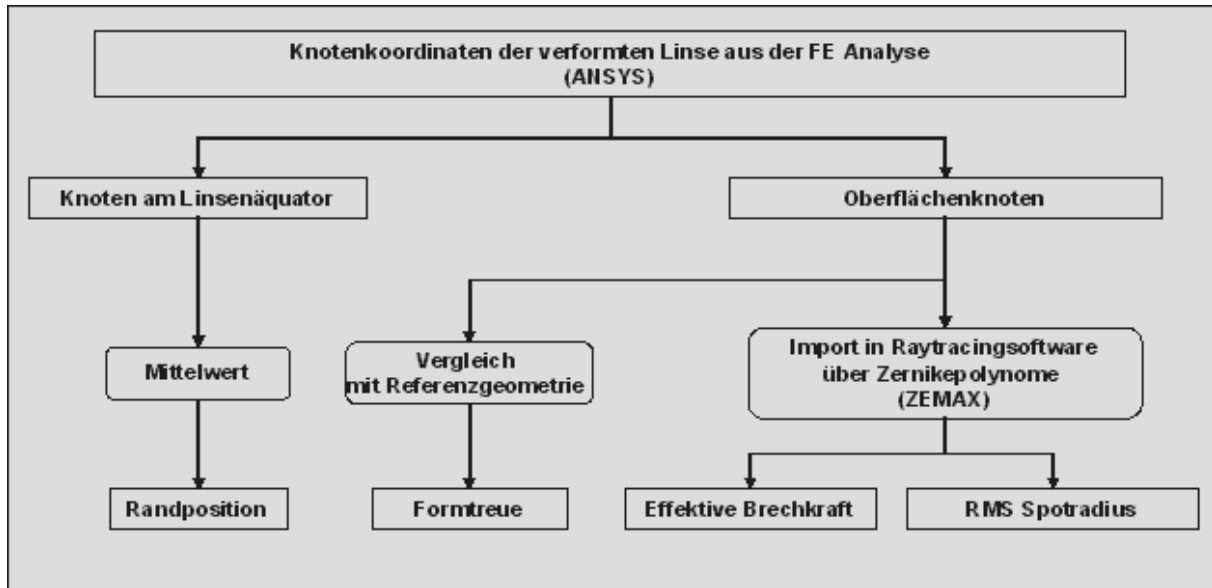 Knotenkoordinaten der verformten Linse aus der FE Analyse
(ANSYS)
Knoten am Linsenäquator
Oberflächenknoten
Mittelwert
Vergleich
mit Referenzgeometrie
Import in Raytracingsoftware
über Zernikepolynome
(ZEMAX)
Randposition
Formtreue
Effektive Brechkraft
RMS Spotradius